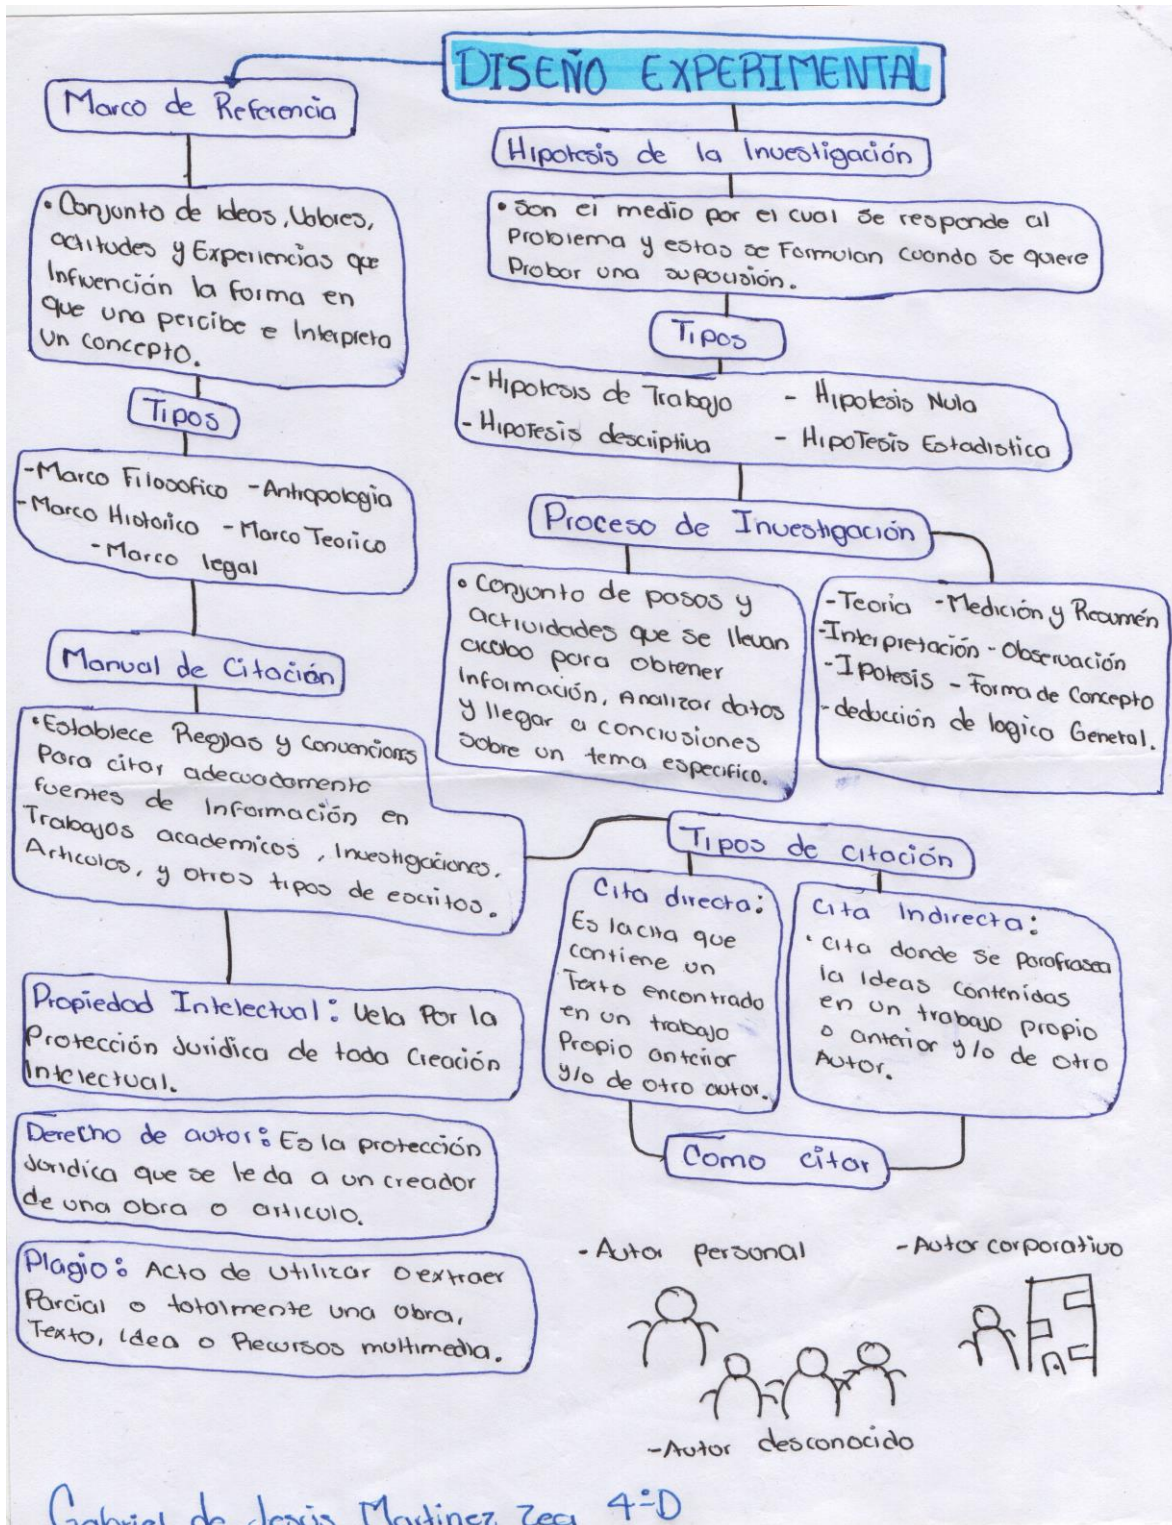 DISEÑO EXPERIMENTAL
Marco de Referencia
• Conjunto de Ideas, Valores,
actitudes y Experiencias que
Influención la forma en
que una percibe e Interpreta
un concepto.
Tipos
-Marco Filosofico -Antropologia
-Marco Historico -Marco Teorico
-Marco legal
Manual de Citación
•Establece Reglas y Convenciones
Para citar adecuadamente
fuentes de Información en
Trabajos academicos, Investigaciones,
Articulos, y otros tipos de escritos.
Propiedad Intelectual: Vela Por la
Protección Juridica de toda Creación
Intelectual.
Derecho de autor: Es la protección
Juridica que se le da a un creador
de una obra o articulo.
Plagio: Acto de utilizar o extraer
Parcial o totalmente una obra,
Texto, idea o Recursos multimedia.
Hipotesis de la Investigación
• Son el medio por el cual se responde al
Problema y estas se Formulan cuando se quiere
Probar una suposición.
Tipos
- Hipotesis de Trabajo - Hipotesis Nula
- Hipotesis descriptiva - Hipotesis Estadistica
Proceso de Investigación
• Conjunto de pasos y
actividades que se llevan
acabo para obtener
Información, Analizar datos
y llegar a conclusiones
sobre un tema especifico.
-Teoria -Medición y Resumén
-Interpretación -Observación
-Ipotesis - Forma de Concepto
-deducción de logica General.
Tipos de citación
Cita directa:
Es la cita que
contiene un
Texto encontrado
en un trabajo
Propio anterior
y/o de otro autor.
Cita Indirecta:
• Cita donde se parafrasea
la Ideas contenidas
en un trabajo propio
o anterior y/o de otro
Autor.
Como citar
- Autor personal
- Autor corporativo
-Autor desconocido
Gabriel de Jesús Martinez Zea 4-D